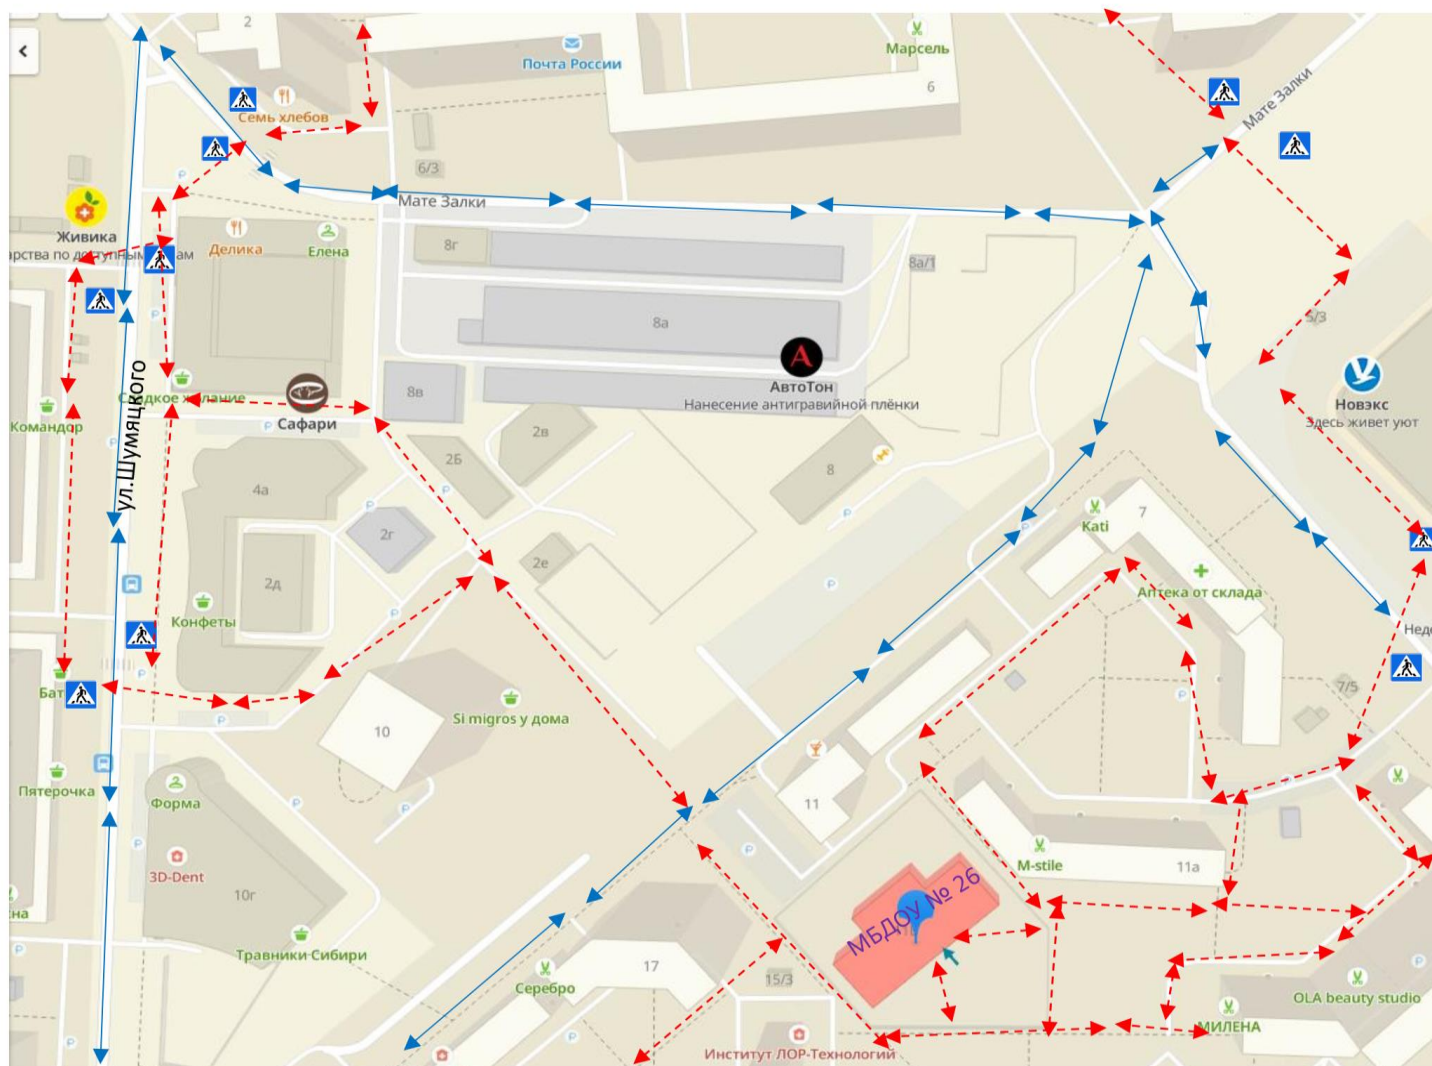 2
Марсель
Почта России
6
Мате Залки
Семь хлебов
6/3
Мате Залки
Живика
Делика
Елена
8г
8а/1
8а
5/3
А
АвтоТон
Нанесение антигравийной плёнки
Новэкс
Здесь живет уют
ул.Шумяцкого
8в
Сафари
Командор
2в
2Б
8
4а
7
Kati
2г
2е
2д
Аптека от склада
Конфеты
Неде
Бат
7/5
Si migros у дома
10
Пятерочка
Форма
11
M-stile
11а
3D-Dent
10г
МБДОУ № 26
Травники Сибири
17
Серебро
15/3
OLA beauty studio
МИЛЕНА
Институт ЛОР-Технологий